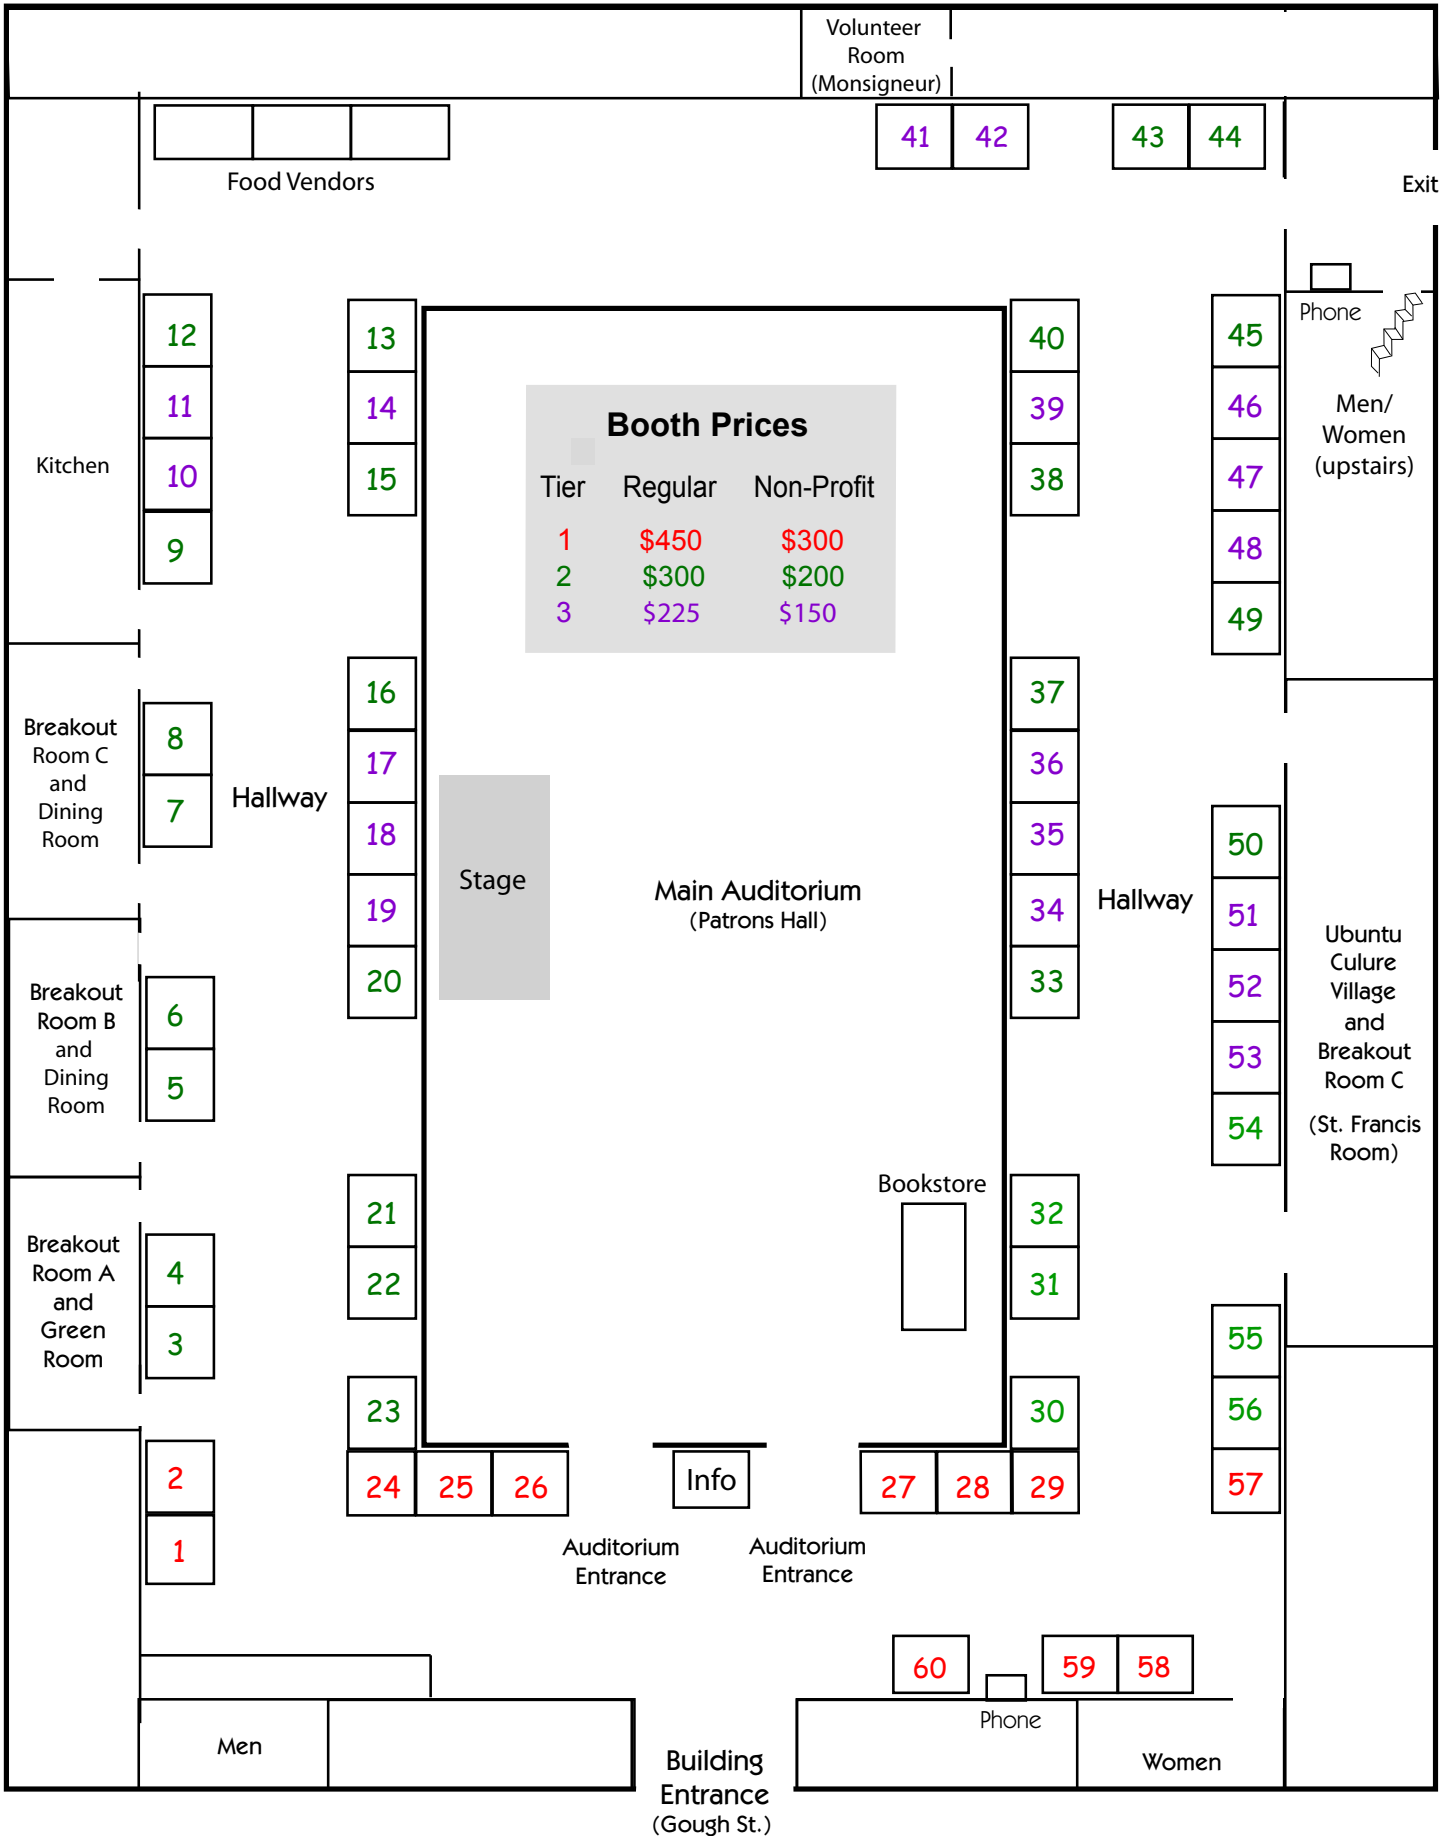 Volunteer
Room
(Monsigneur)
41 42 43 44
Food Vendors
Exit
Phone
Men/
Women
(upstairs)
Kitchen
12
11
10
9
13
14
15
Booth Prices
Tier Regular Non-Profit
1 $450 $300
2 $300 $200
3 $225 $150
40
39
38
45
46
47
48
49
Breakout
Room C
and
Dining
Room
8
7
Hallway
16
17
18
19
20
Stage
Main Auditorium
(Patrons Hall)
37
36
35
34
33
Hallway
50
51
52
53
54
Ubuntu
Culure
Village
and
Breakout
Room C
(St. Francis
Room)
Breakout
Room B
and
Dining
Room
6
5
Breakout
Room A
and
Green
Room
4
3
21
22
23
Bookstore
32
31
30
55
56
57
2
1
24 25 26
Info
27 28 29
Auditorium
Entrance
Auditorium
Entrance
60 59 58
Phone
Men
Women
Building
Entrance
(Gough St.)